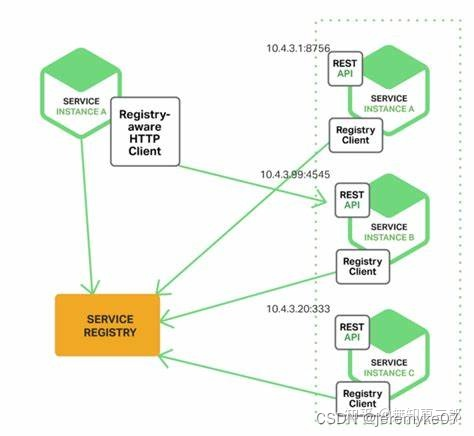 10.4.3.1:8756
REST
API
SERVICE
INSTANCE A
Registry
Client
SERVICE
INSTANCE A
Registry-
aware
HTTP
Client
10.4.3.99:4545
REST
API
SERVICE
INSTANCE B
Registry
Client
SERVICE
REGISTRY
10.4.3.20:333
REST
API
SERVICE
INSTANCE C
Registry
Client
CSDN @jeremyke07